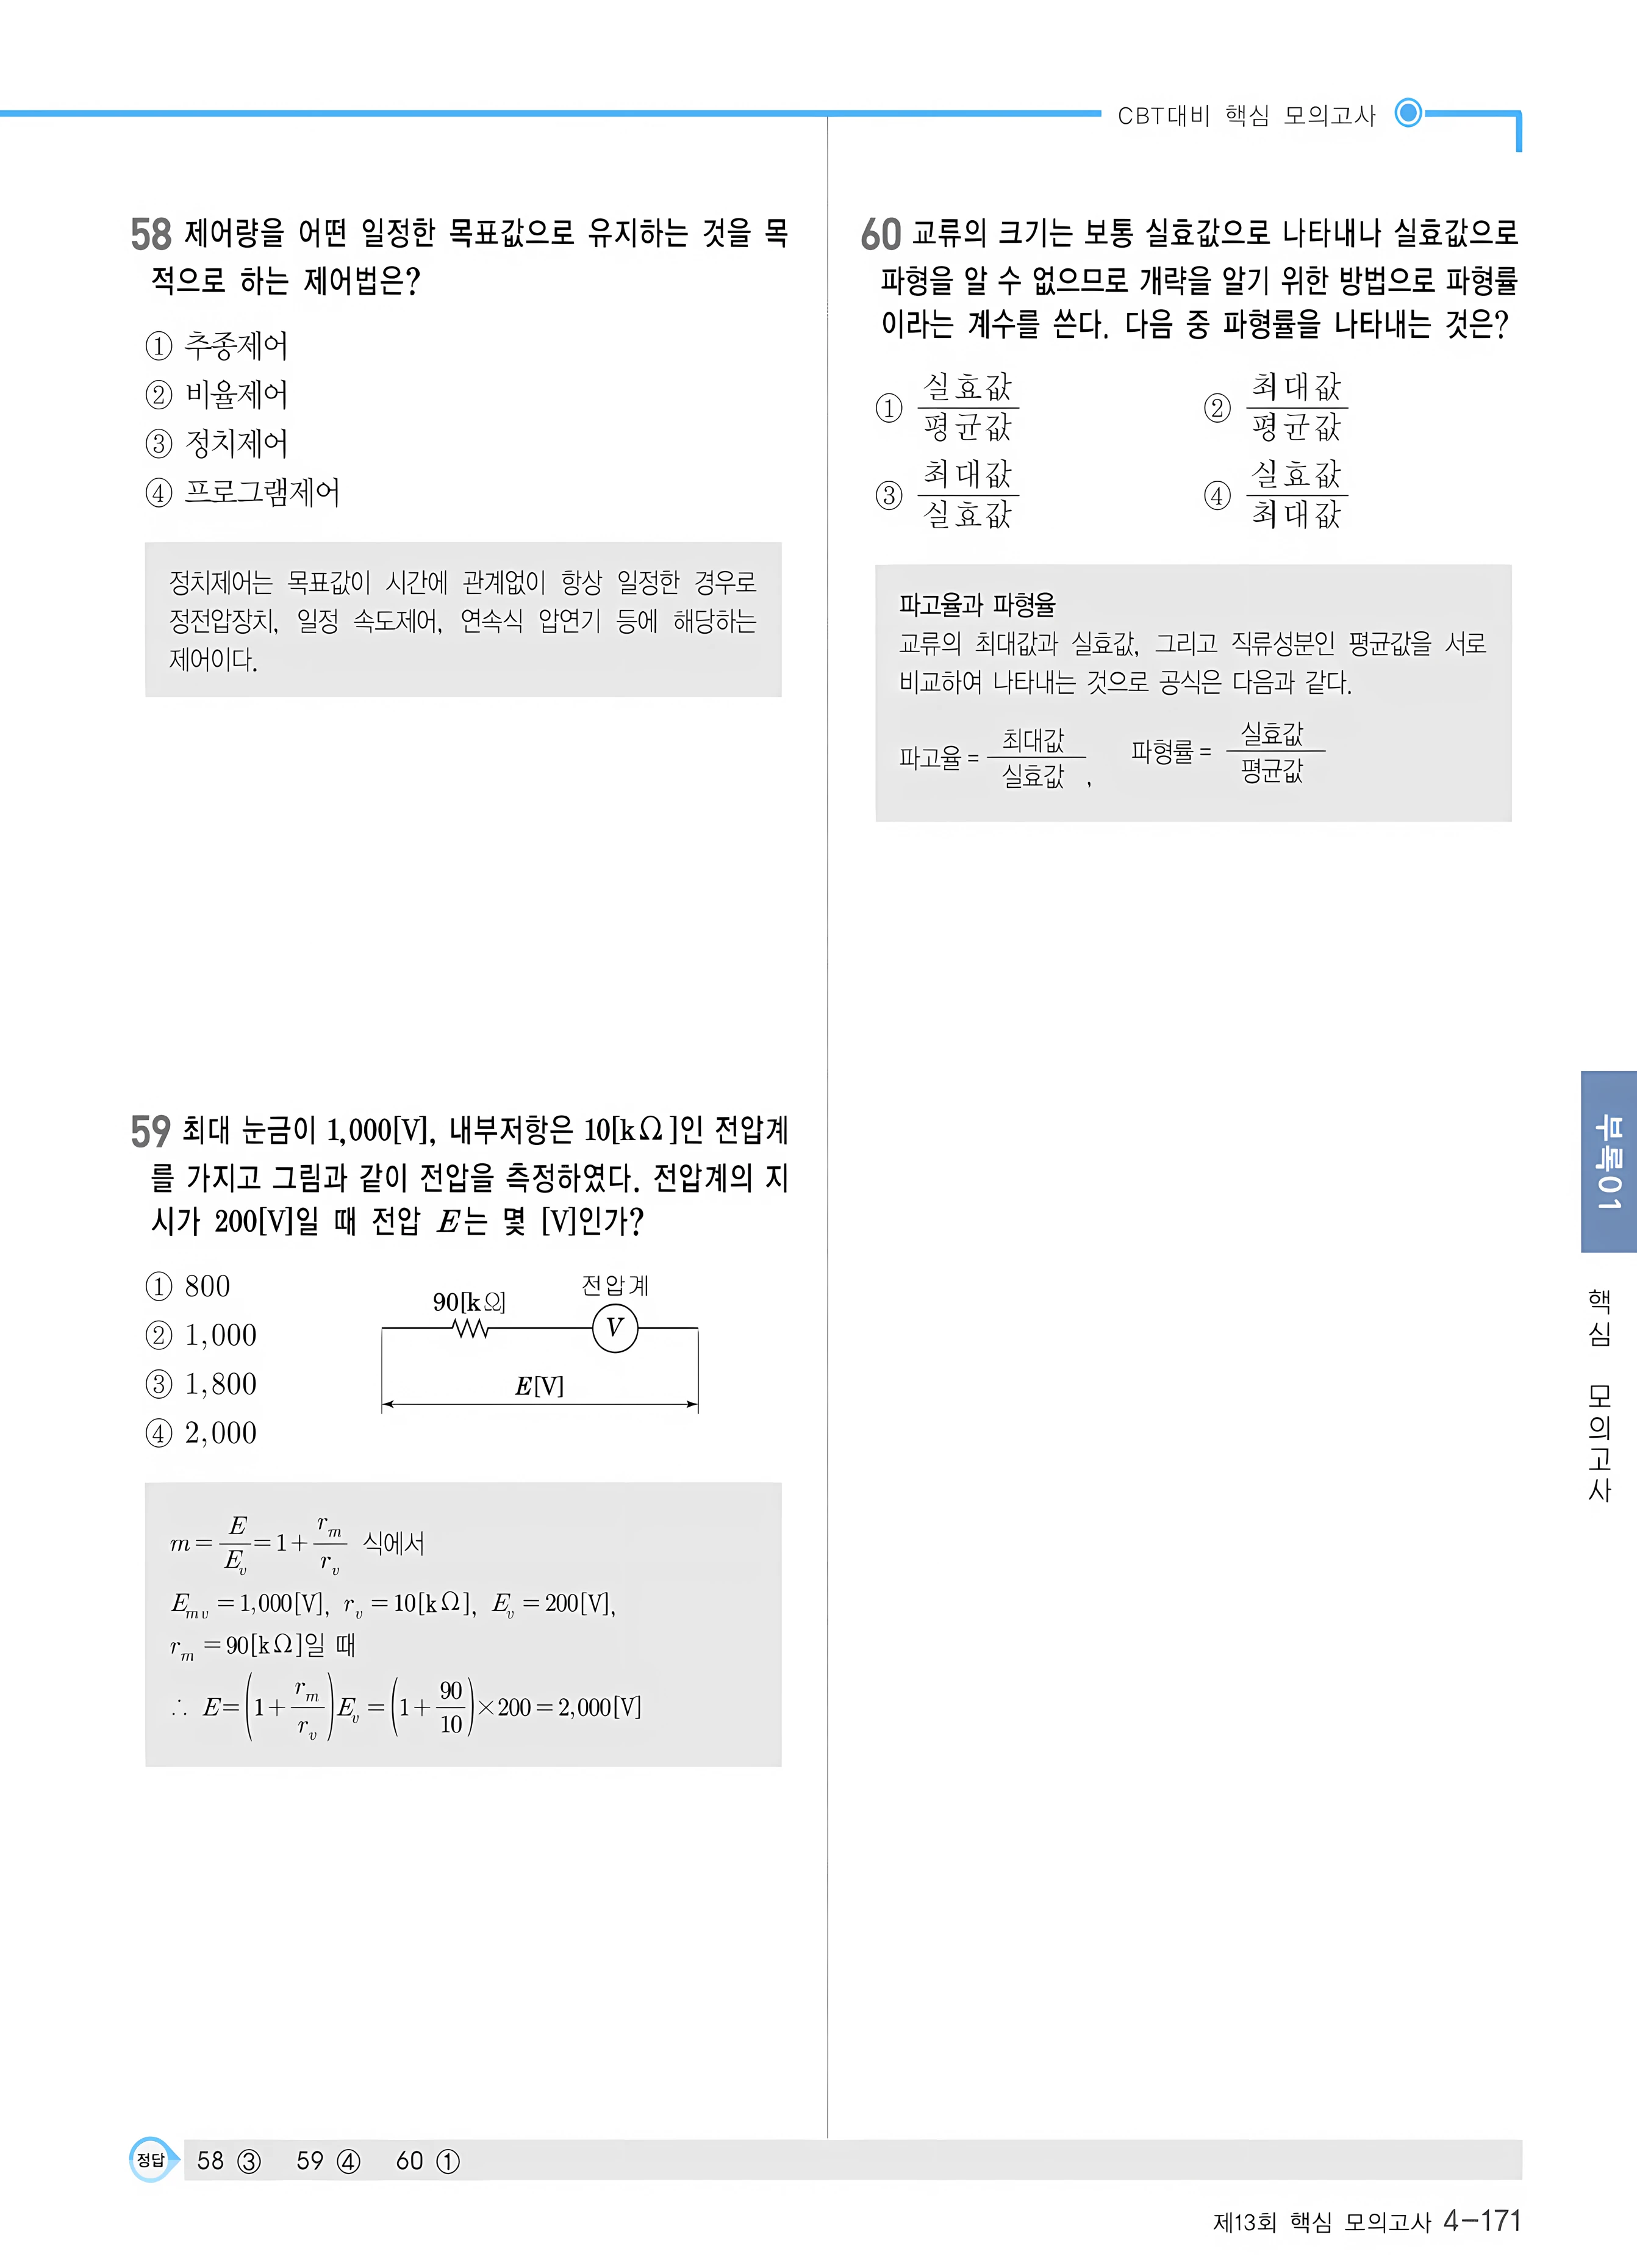 CBT대비 핵심 모의고사
58 제어량을 어떤 일정한 목표값으로 유지하는 것을 목
적으로 하는 제어법은?
① 추종제어
② 비율제어
③ 정치제어
④ 프로그램제어
정치제어는 목표값이 시간에 관계없이 항상 일정한 경우로
정전압장치, 일정 속도제어, 연속식 압연기 등에 해당하는
제어이다.
59 최대 눈금이 1,000[V], 내부저항은 10[kΩ]인 전압계
를 가지고 그림과 같이 전압을 측정하였다. 전압계의 지
시가 200[V]일 때 전압 E는 몇 [V]인가?
① 800
② 1,000
③ 1,800
④ 2,000
전압계
90[kΩ]
V
E[V]
m = E/E_v = 1 + r_m/r_v 식에서
E_mv = 1,000[V], r_v = 10[kΩ], E_v = 200[V],
r_m = 90[kΩ]일 때
∴ E = (1 + r_m/r_v)E_v = (1 + 90/10) × 200 = 2,000[V]
60 교류의 크기는 보통 실효값으로 나타내나 실효값으로
파형을 알 수 없으므로 개략을 알기 위한 방법으로 파형률
이라는 계수를 쓴다. 다음 중 파형률을 나타내는 것은?
① 실효값/평균값 ② 최대값/평균값
③ 최대값/실효값 ④ 실효값/최대값
파고율과 파형율
교류의 최대값과 실효값, 그리고 직류성분인 평균값을 서로
비교하여 나타내는 것으로 공식은 다음과 같다.
파고율 = 최대값/실효값, 파형률 = 실효값/평균값
부록01
핵심 모의고사
정답 58 ③ 59 ④ 60 ①
제13회 핵심 모의고사 4-171